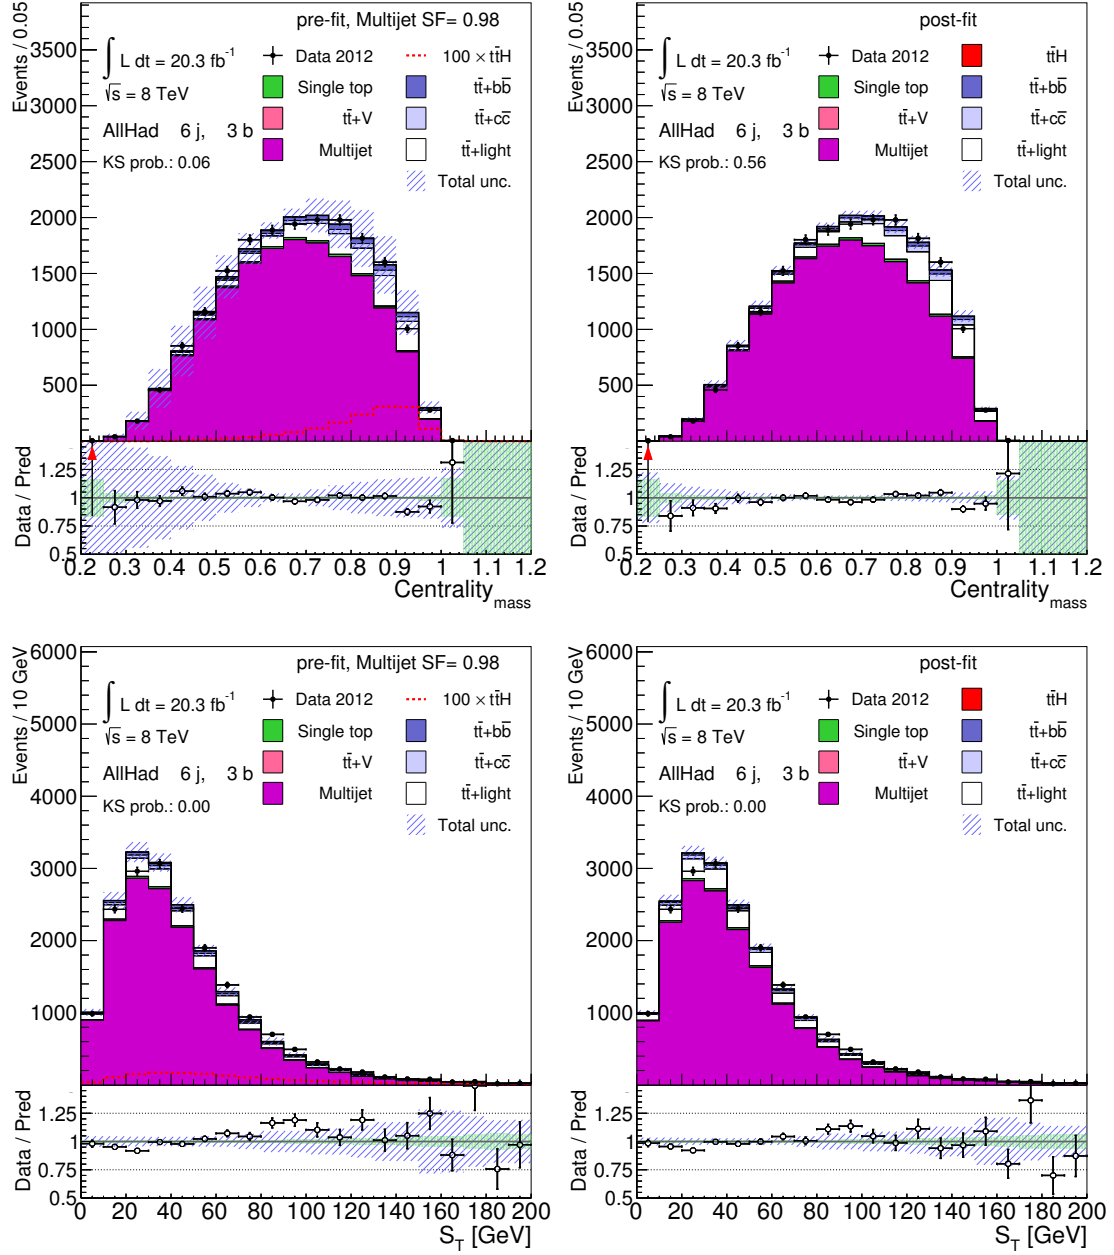 pre-fit, Multijet SF= 0.98
Events / 0.05
∫ L dt = 20.3 fb⁻¹
√s = 8 TeV
AllHad 6 j, 3 b
KS prob.: 0.06
Data 2012
100 × tt̄H
Single top
tt̄+bb̄
tt̄+V
tt̄+cc̄
Multijet
tt̄+light
Total unc.
3500
3000
2500
2000
1500
1000
500
Data / Pred
1.25
1
0.75
0.5
0.2 0.3 0.4 0.5 0.6 0.7 0.8 0.9 1 1.1 1.2
Centrality_mass
post-fit
Events / 0.05
∫ L dt = 20.3 fb⁻¹
√s = 8 TeV
AllHad 6 j, 3 b
KS prob.: 0.56
Data 2012
tt̄H
Single top
tt̄+bb̄
tt̄+V
tt̄+cc̄
Multijet
tt̄+light
Total unc.
3500
3000
2500
2000
1500
1000
500
Data / Pred
1.25
1
0.75
0.5
0.2 0.3 0.4 0.5 0.6 0.7 0.8 0.9 1 1.1 1.2
Centrality_mass
pre-fit, Multijet SF= 0.98
Events / 10 GeV
∫ L dt = 20.3 fb⁻¹
√s = 8 TeV
AllHad 6 j, 3 b
KS prob.: 0.00
Data 2012
100 × tt̄H
Single top
tt̄+bb̄
tt̄+V
tt̄+cc̄
Multijet
tt̄+light
Total unc.
6000
5000
4000
3000
2000
1000
Data / Pred
1.25
1
0.75
0.5
0 20 40 60 80 100 120 140 160 180 200
S_T [GeV]
post-fit
Events / 10 GeV
∫ L dt = 20.3 fb⁻¹
√s = 8 TeV
AllHad 6 j, 3 b
KS prob.: 0.00
Data 2012
tt̄H
Single top
tt̄+bb̄
tt̄+V
tt̄+cc̄
Multijet
tt̄+light
Total unc.
6000
5000
4000
3000
2000
1000
Data / Pred
1.25
1
0.75
0.5
0 20 40 60 80 100 120 140 160 180 200
S_T [GeV]